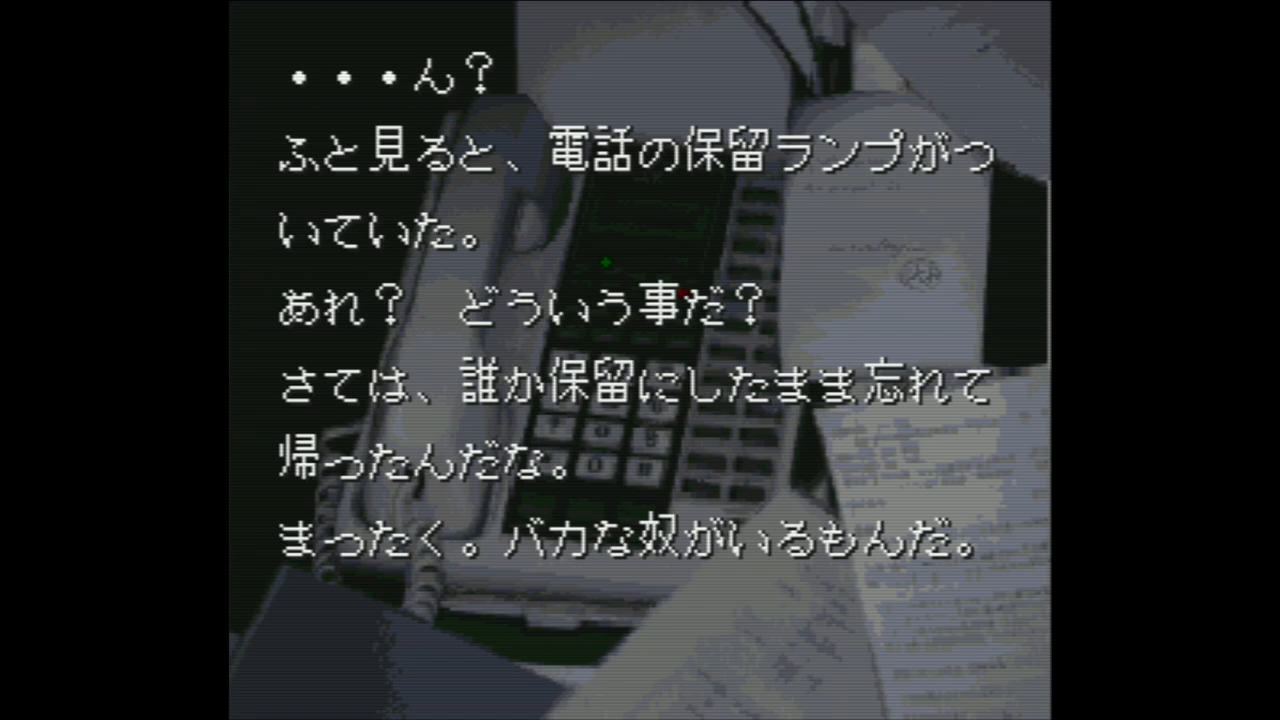 ・・・ん？
ふと見ると、電話の保留ランプがつ
いていた。
あれ？　どういう事だ？
さては、誰か保留にしたまま忘れて
帰ったんだな。
まったく。バカな奴がいるもんだ。